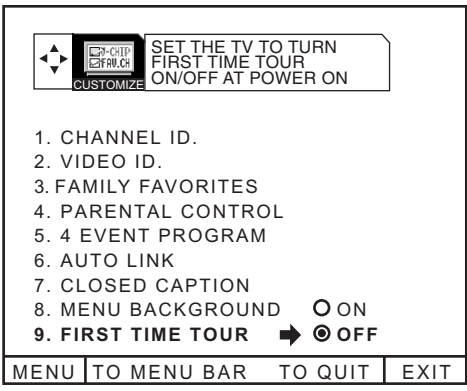 V-CHIP
FAV.CH
CUSTOMIZE
SET THE TV TO TURN
FIRST TIME TOUR
ON/OFF AT POWER ON
1. CHANNEL ID.
2. VIDEO ID.
3. FAMILY FAVORITES
4. PARENTAL CONTROL
5. 4 EVENT PROGRAM
6. AUTO LINK
7. CLOSED CAPTION
8. MENU BACKGROUND ON
9. FIRST TIME TOUR OFF
MENU TO MENU BAR TO QUIT EXIT